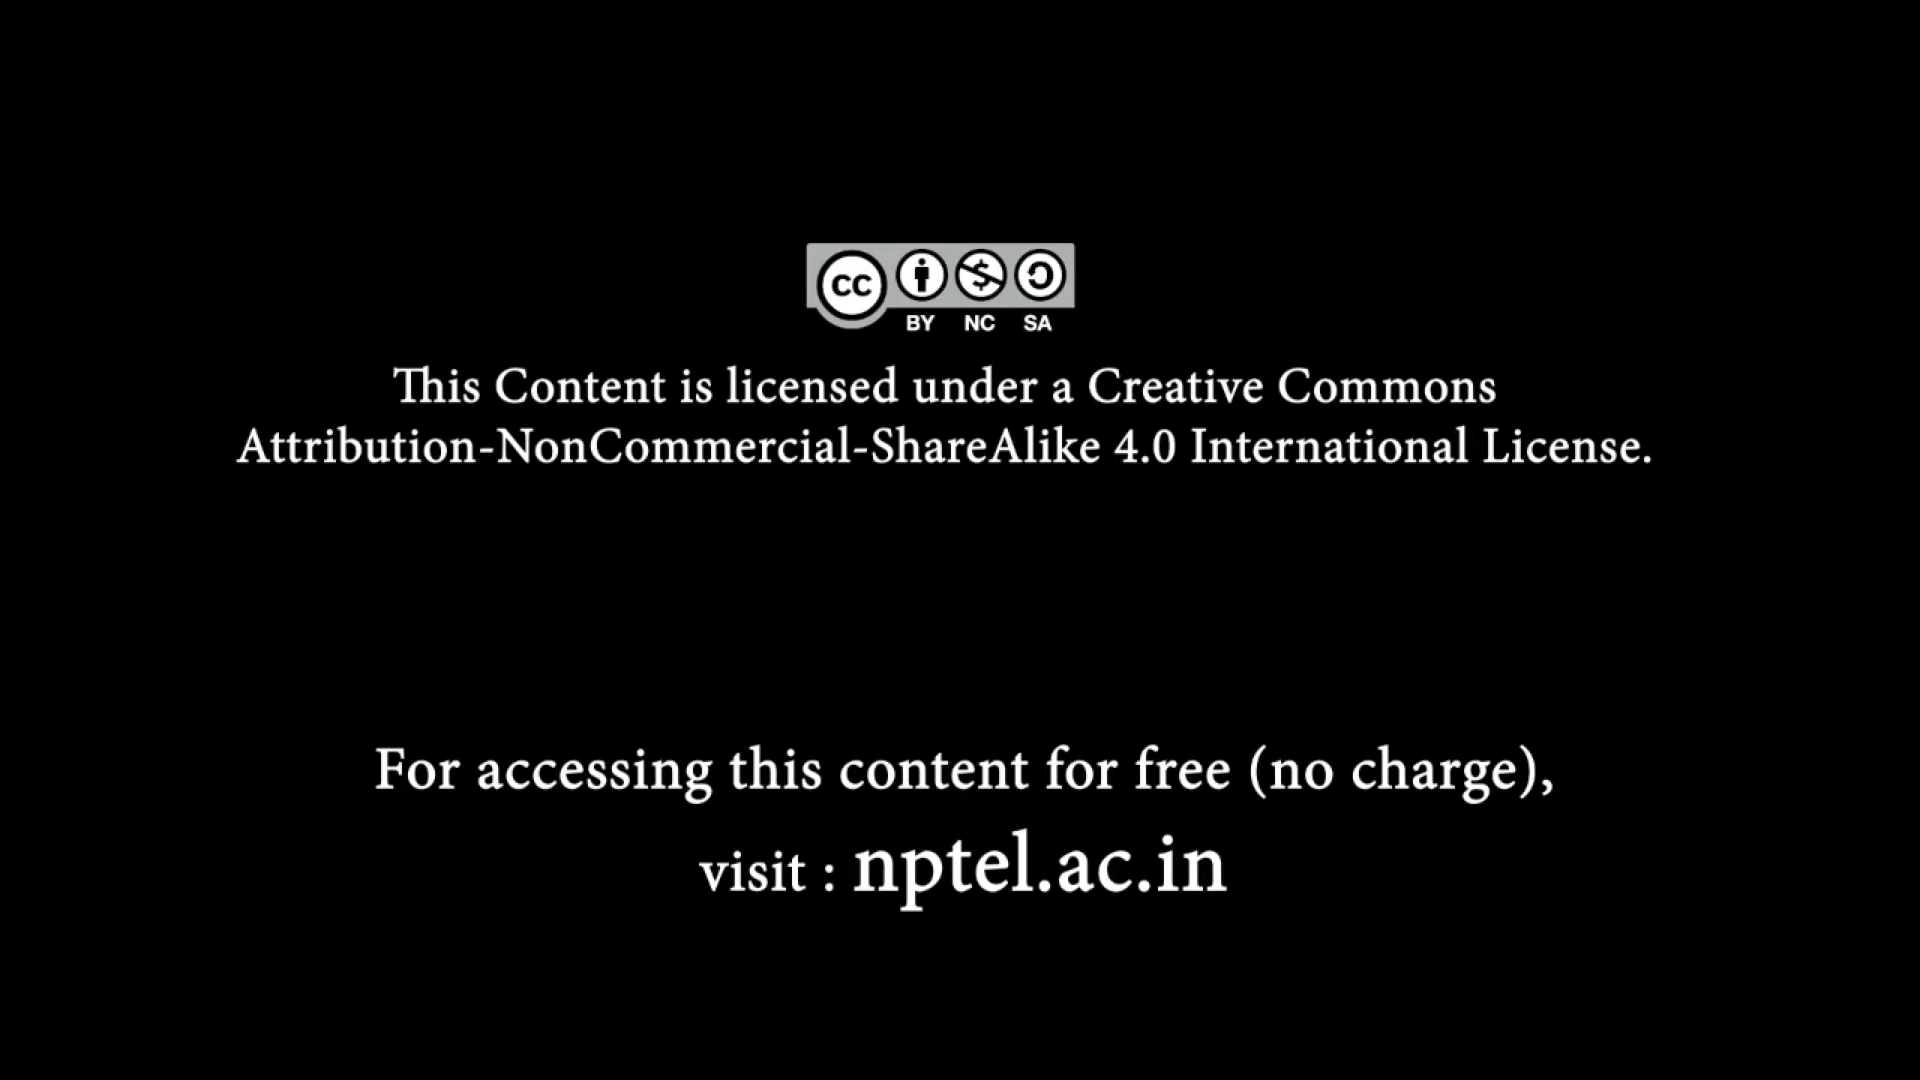 CC BY NC SA
This Content is licensed under a Creative Commons
Attribution-NonCommercial-ShareAlike 4.0 International License.
For accessing this content for free (no charge),
visit : nptel.ac.in